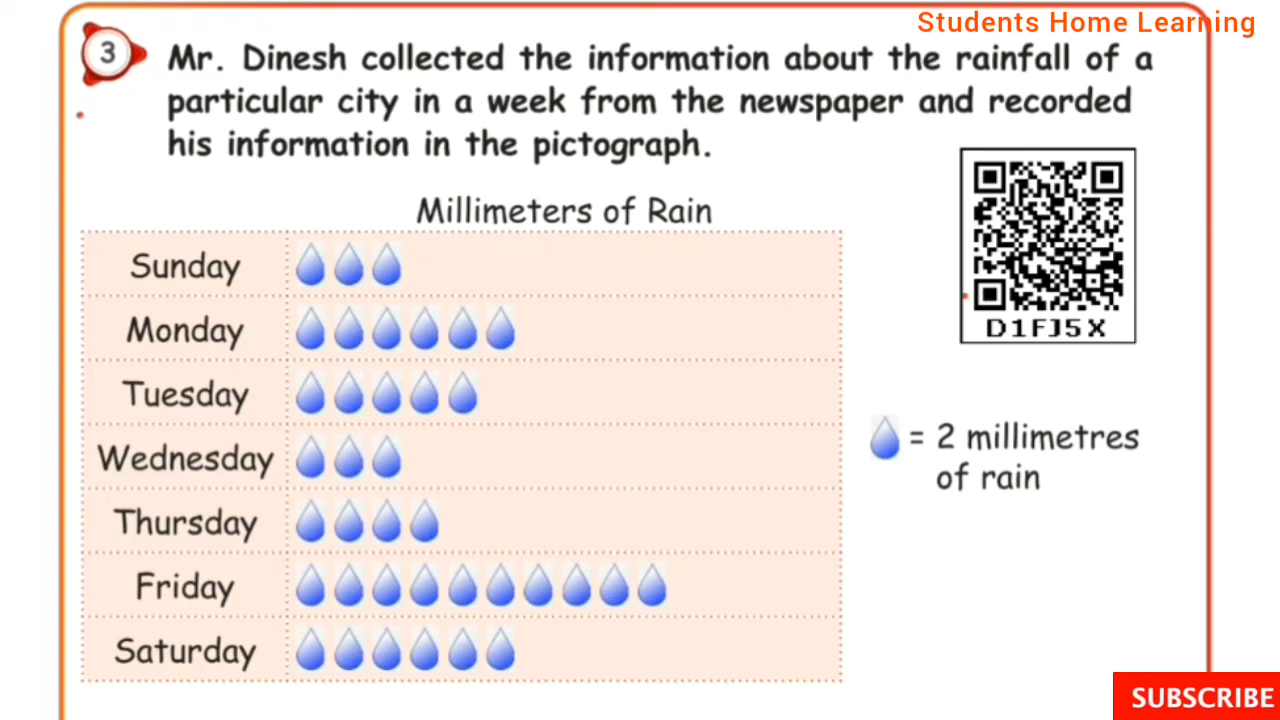 Students Home Learning
3
Mr. Dinesh collected the information about the rainfall of a
particular city in a week from the newspaper and recorded
his information in the pictograph.
Millimeters of Rain
D1FJ5X
Sunday
Monday
Tuesday
Wednesday
Thursday
Friday
Saturday
= 2 millimetres
of rain
SUBSCRIBE